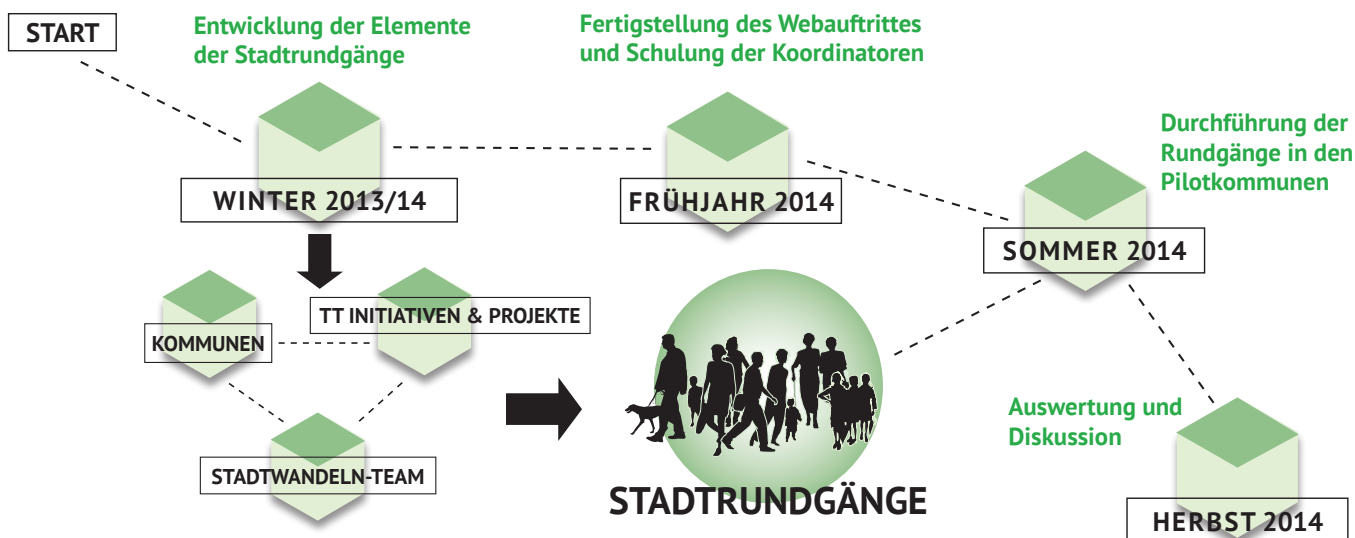 START
Entwicklung der Elemente
der Stadtrundgänge
WINTER 2013/14
Fertigstellung des Webauftrittes
und Schulung der Koordinatoren
FRÜHJAHR 2014
Durchführung der
Rundgänge in den
Pilotkommunen
SOMMER 2014
KOMMUNEN
TT INITIATIVEN & PROJEKTE
STADTWANDELN-TEAM
STADTRUNDGÄNGE
Auswertung und
Diskussion
HERBST 2014